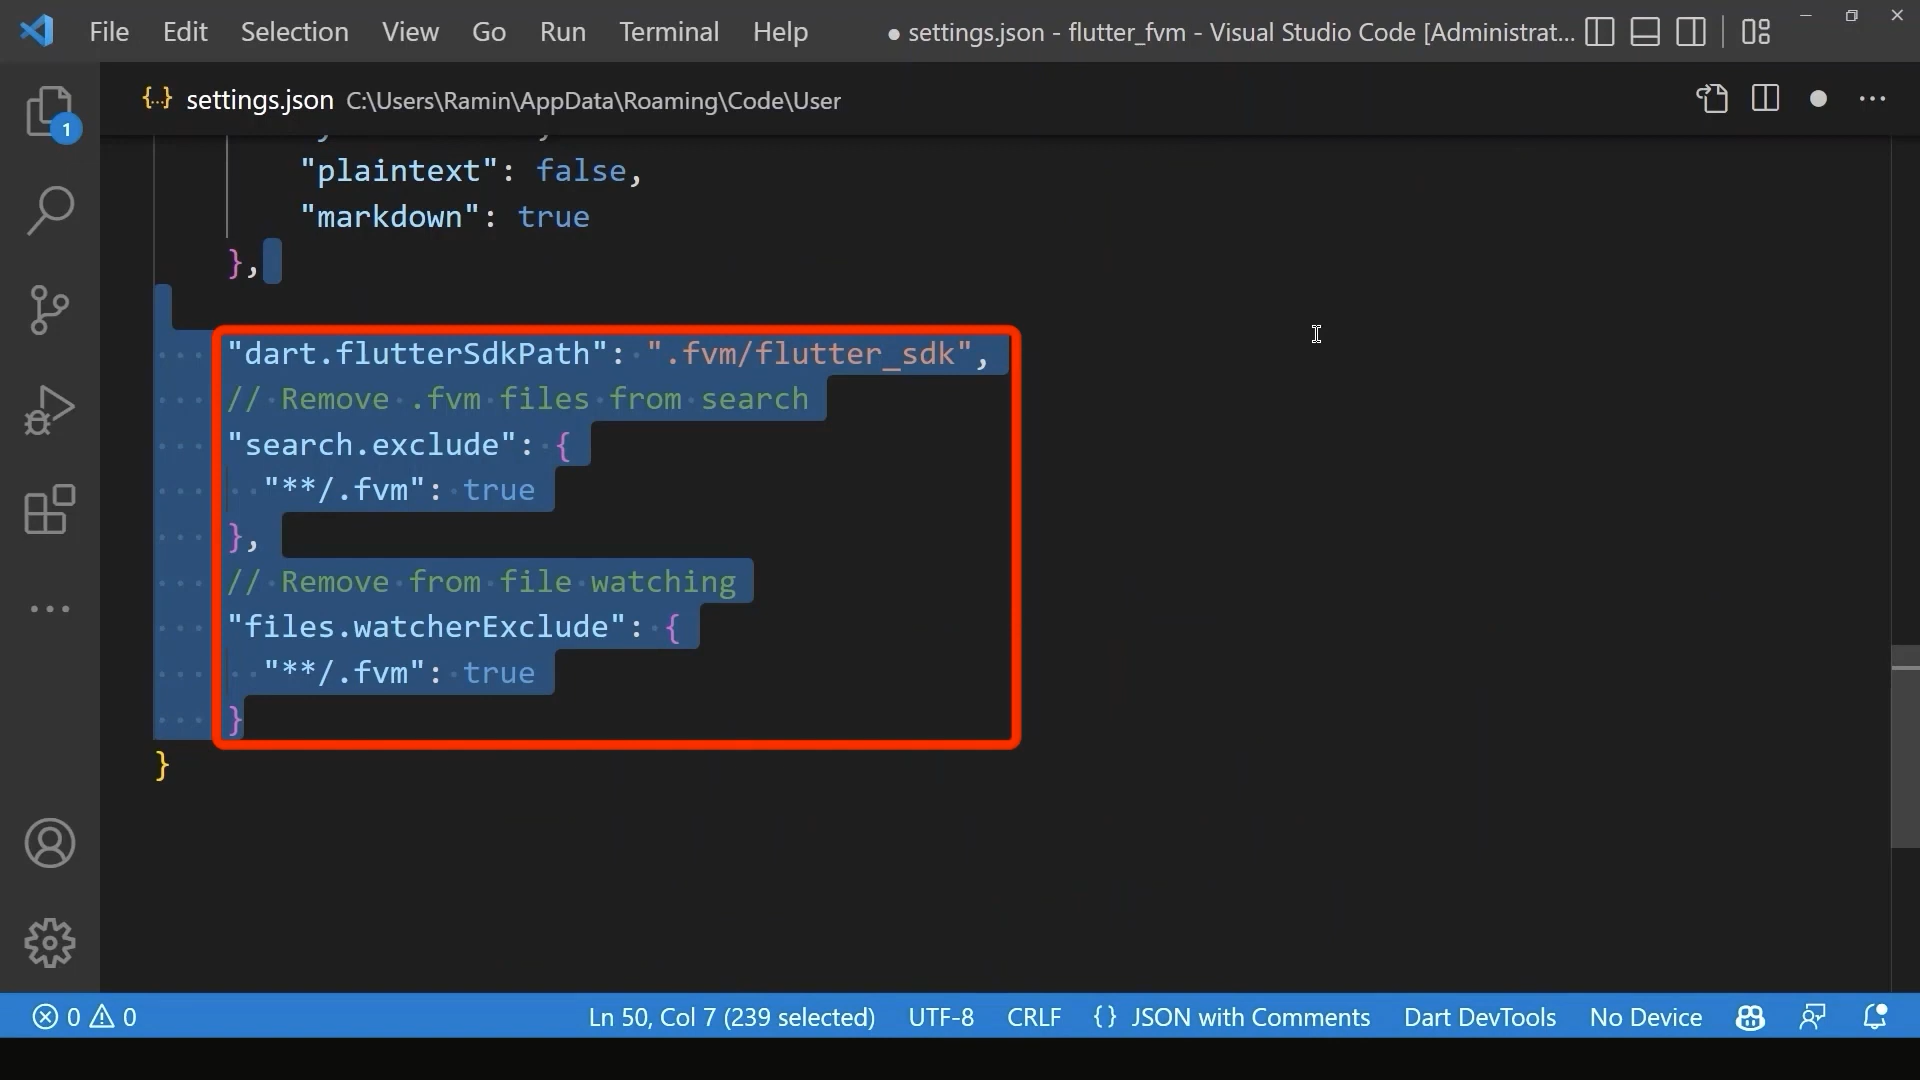 File Edit Selection View Go Run Terminal Help ● settings.json - flutter_fvm - Visual Studio Code [Administrat...
{..} settings.json C:\Users\Ramin\AppData\Roaming\Code\User
1
"plaintext": false,
"markdown": true
},
"dart.flutterSdkPath": ".fvm/flutter_sdk",
// Remove .fvm files from search
"search.exclude": {
"**/.fvm": true
},
// Remove from file watching
"files.watcherExclude": {
"**/.fvm": true
}
}
0 0 Ln 50, Col 7 (239 selected) UTF-8 CRLF {} JSON with Comments Dart DevTools No Device